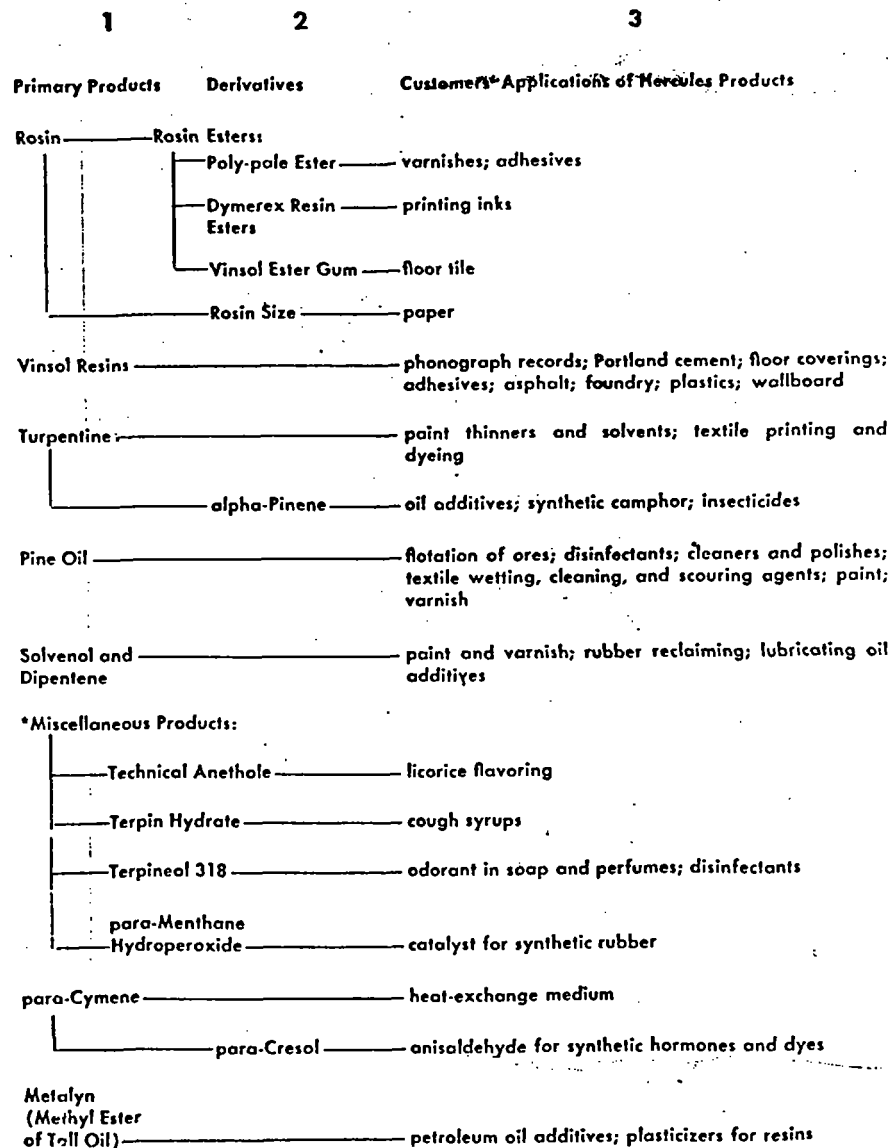 1 2 3
Primary Products Derivatives Customers' Applications of Hercules Products
Rosin Rosin Esters:
Poly-pale Ester varnishes; adhesives
Dymerex Resin printing inks
Esters
Vinsol Ester Gum floor tile
Rosin Size paper
Vinsol Resins phonograph records; Portland cement; floor coverings;
adhesives; asphalt; foundry; plastics; wallboard
Turpentine paint thinners and solvents; textile printing and
dyeing
alpha-Pinene oil additives; synthetic camphor; insecticides
Pine Oil flotation of ores; disinfectants; cleaners and polishes;
textile wetting, cleaning, and scouring agents; paint;
varnish
Solvenol and paint and varnish; rubber reclaiming; lubricating oil
Dipentene additives
*Miscellaneous Products:
Technical Anethole licorice flavoring
Terpin Hydrate cough syrups
Terpineol 318 odorant in soap and perfumes; disinfectants
para-Menthane
Hydroperoxide catalyst for synthetic rubber
para-Cymene heat-exchange medium
para-Cresol anisaldehyde for synthetic hormones and dyes
Metalyn
(Methyl Ester
of Tall Oil) petroleum oil additives; plasticizers for resins